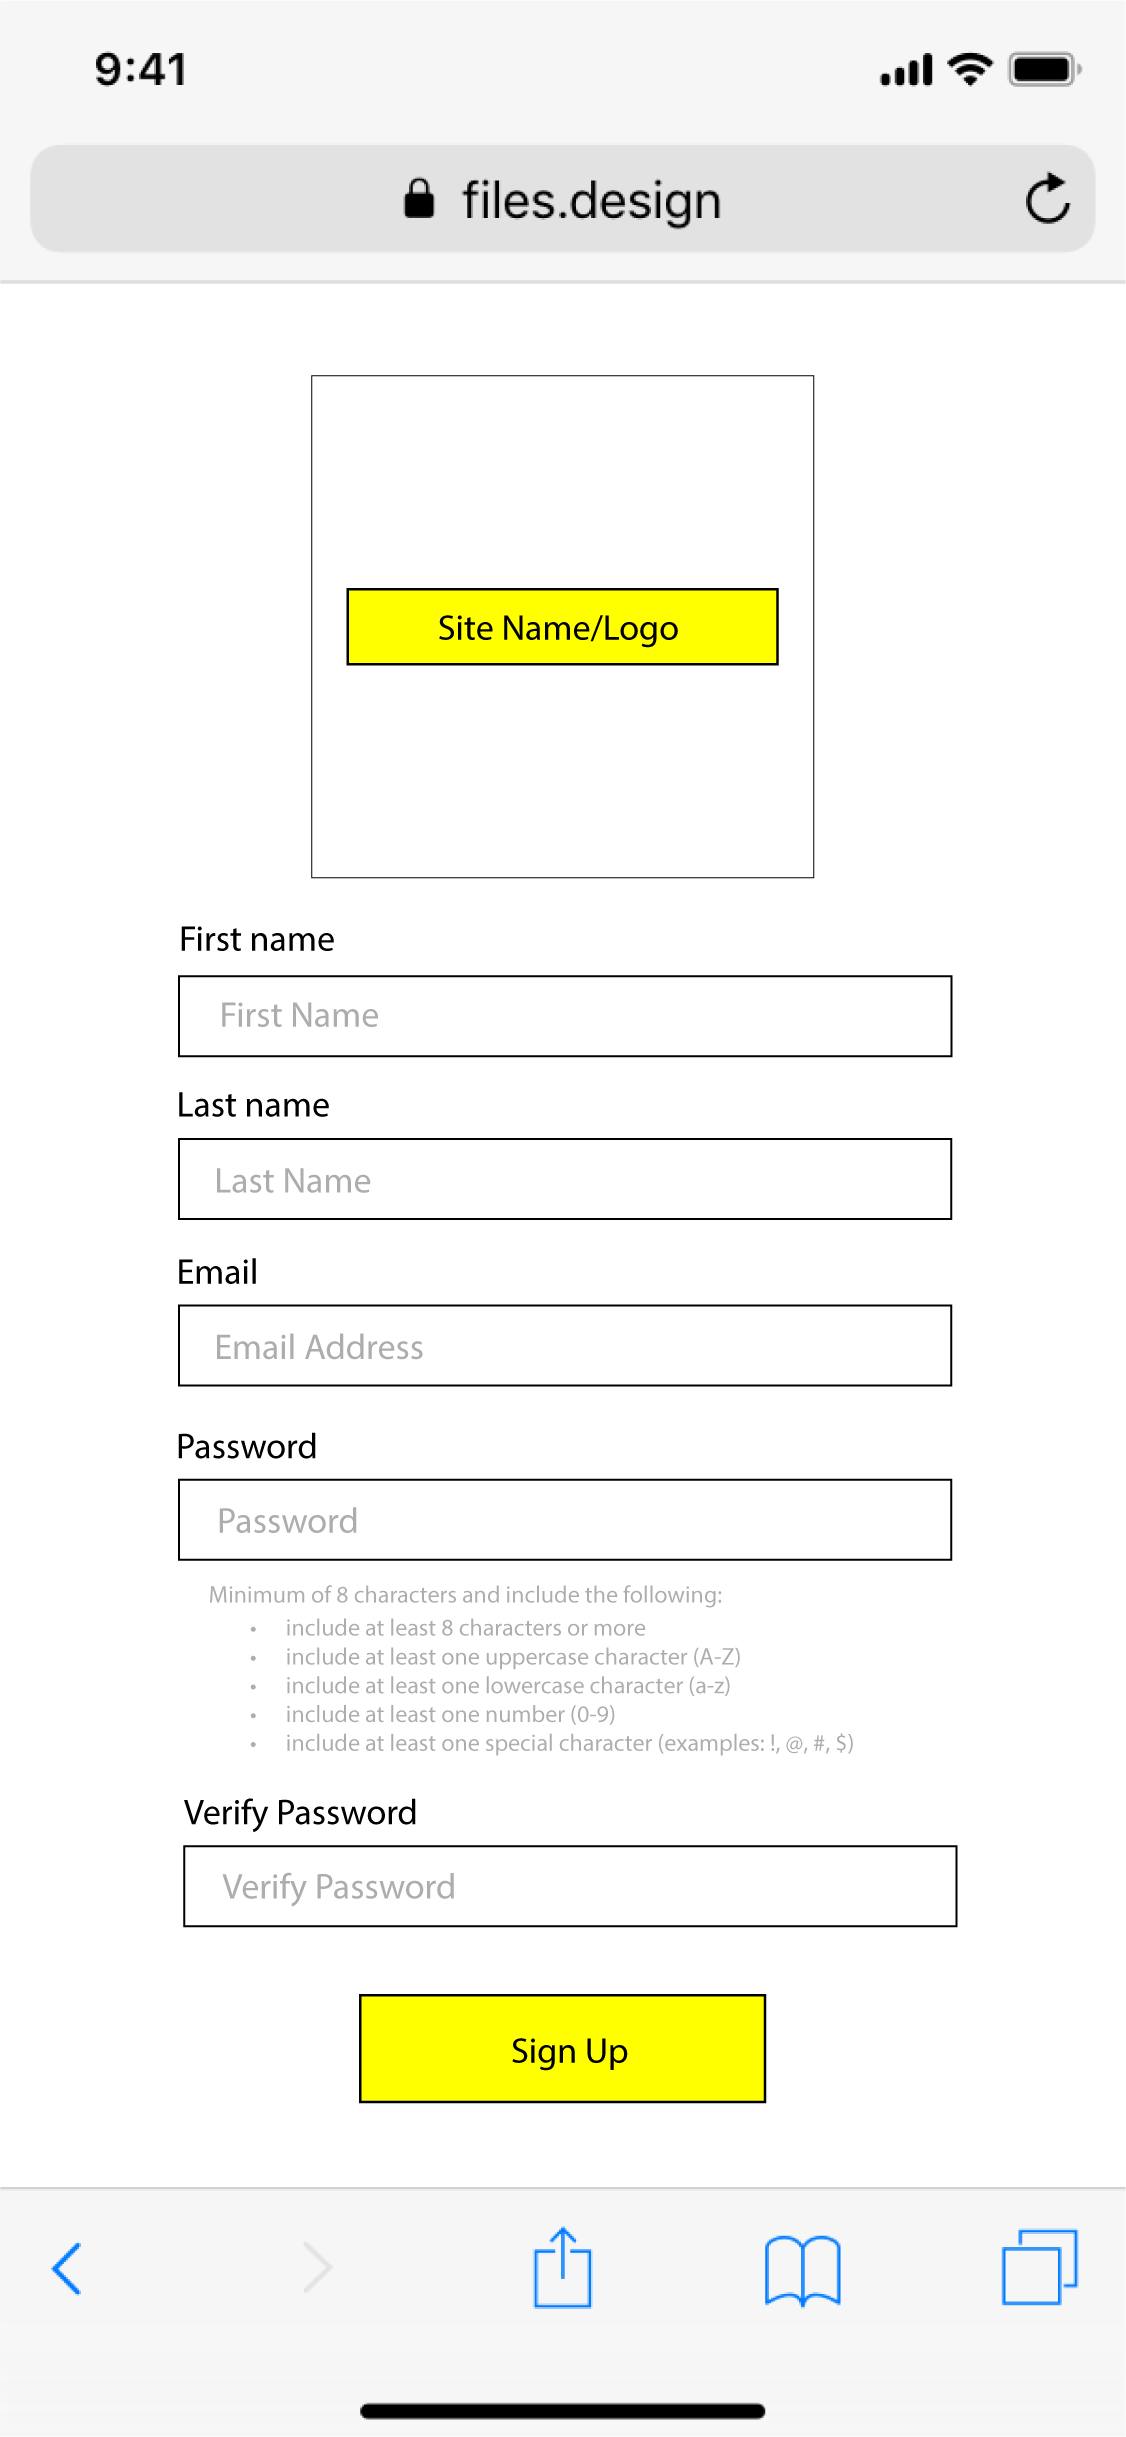 9:41
files.design
Site Name/Logo
First name
First Name
Last name
Last Name
Email
Email Address
Password
Password
Minimum of 8 characters and include the following:
• include at least 8 characters or more
• include at least one uppercase character (A-Z)
• include at least one lowercase character (a-z)
• include at least one number (0-9)
• include at least one special character (examples: !, @, #, $)
Verify Password
Verify Password
Sign Up